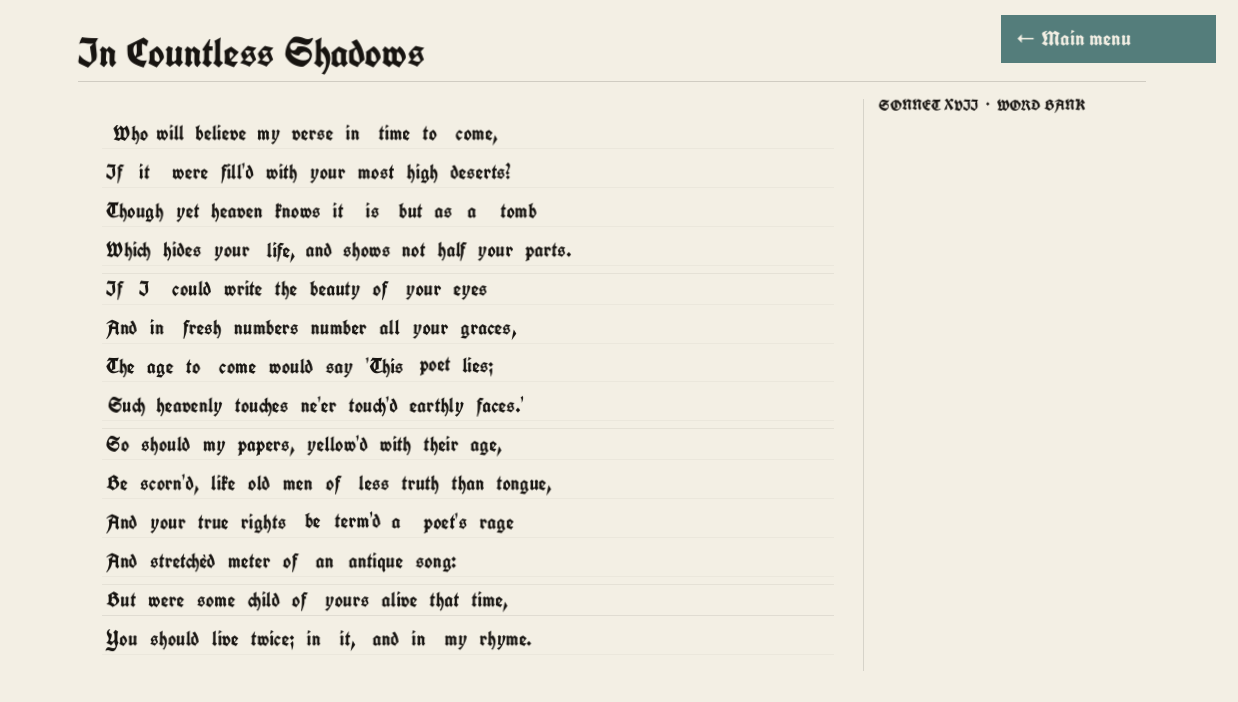 In Countless Shadows
← Main menu
SONNET XVII · WORD BANK
Who will believe my verse in time to come,
If it were fill'd with your most high deserts?
Though yet heaven knows it is but as a tomb
Which hides your life, and shows not half your parts.
If I could write the beauty of your eyes
And in fresh numbers number all your graces,
The age to come would say 'This poet lies;
Such heavenly touches ne'er touch'd earthly faces.'
So should my papers, yellow'd with their age,
Be scorn'd, like old men of less truth than tongue,
And your true rights be term'd a poet's rage
And stretchèd meter of an antique song:
But were some child of yours alive that time,
You should live twice; in it, and in my rhyme.